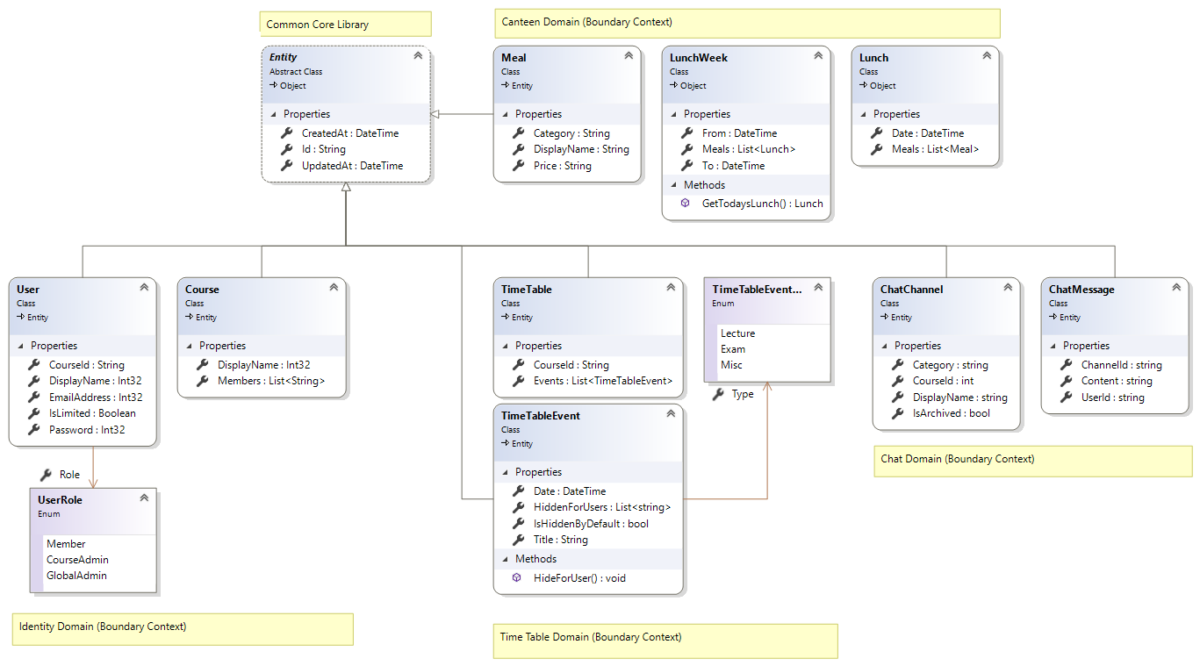 Common Core Library
Canteen Domain (Boundary Context)
Entity
Abstract Class
Object
Properties
CreatedAt : DateTime
Id : String
UpdatedAt : DateTime
Meal
Class
Entity
Properties
Category : String
DisplayName : String
Price : String
LunchWeek
Class
Object
Properties
From : DateTime
Meals : List<Lunch>
To : DateTime
Methods
GetTodaysLunch() : Lunch
Lunch
Class
Object
Properties
Date : DateTime
Meals : List<Meal>
User
Class
Entity
Properties
CourseId : String
DisplayName : Int32
EmailAddress : Int32
IsLimited : Boolean
Password : Int32
Role
UserRole
Enum
Member
CourseAdmin
GlobalAdmin
Identity Domain (Boundary Context)
Course
Class
Entity
Properties
DisplayName : Int32
Members : List<String>
TimeTable
Class
Entity
Properties
CourseId : String
Events : List<TimeTableEvent>
TimeTableEvent...
Enum
Lecture
Exam
Misc
Type
TimeTableEvent
Class
Entity
Properties
Date : DateTime
HiddenForUsers : List<string>
IsHiddenByDefault : bool
Title : String
Methods
HideForUser() : void
Time Table Domain (Boundary Context)
ChatChannel
Class
Entity
Properties
Category : string
CourseId : int
DisplayName : string
IsArchived : bool
ChatMessage
Class
Entity
Properties
ChannelId : string
Content : string
UserId : string
Chat Domain (Boundary Context)